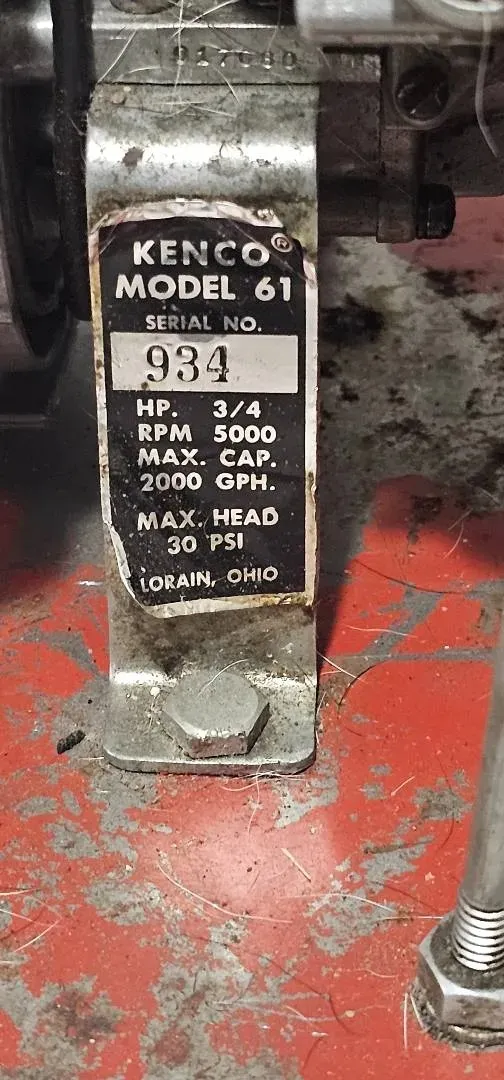 917080
KENCO®
MODEL 61
SERIAL NO.
934
HP. 3/4
RPM 5000
MAX. CAP.
2000 GPH.
MAX. HEAD
30 PSI
LORAIN, OHIO